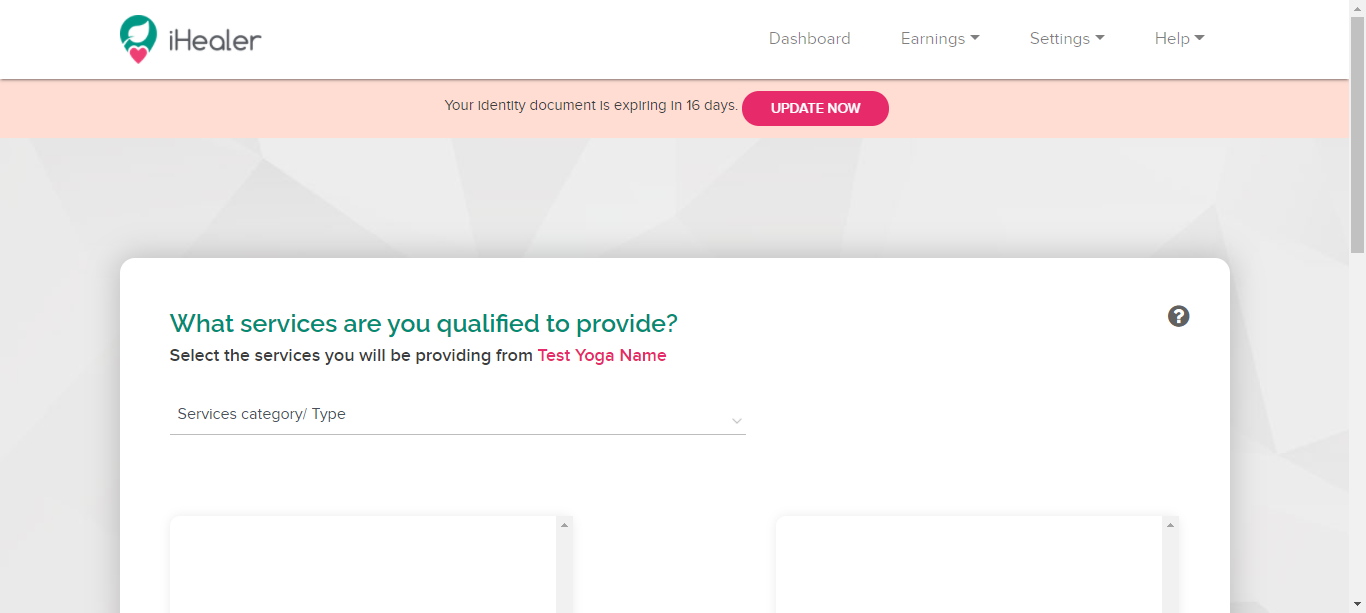 iHealer
Dashboard Earnings Settings Help
Your identity document is expiring in 16 days. UPDATE NOW
What services are you qualified to provide?
?
Select the services you will be providing from Test Yoga Name
Services category/ Type